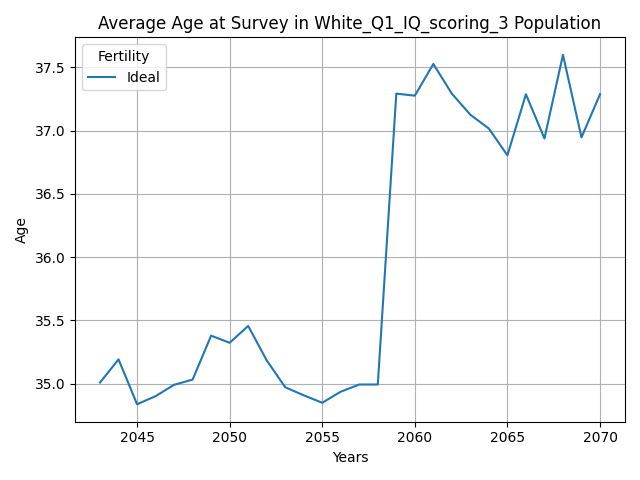 Average Age at Survey in White_Q1_IQ_scoring_3 Population
Fertility
Ideal
37.5
37.0
36.5
36.0
35.5
35.0
Age
2045 2050 2055 2060 2065 2070
Years